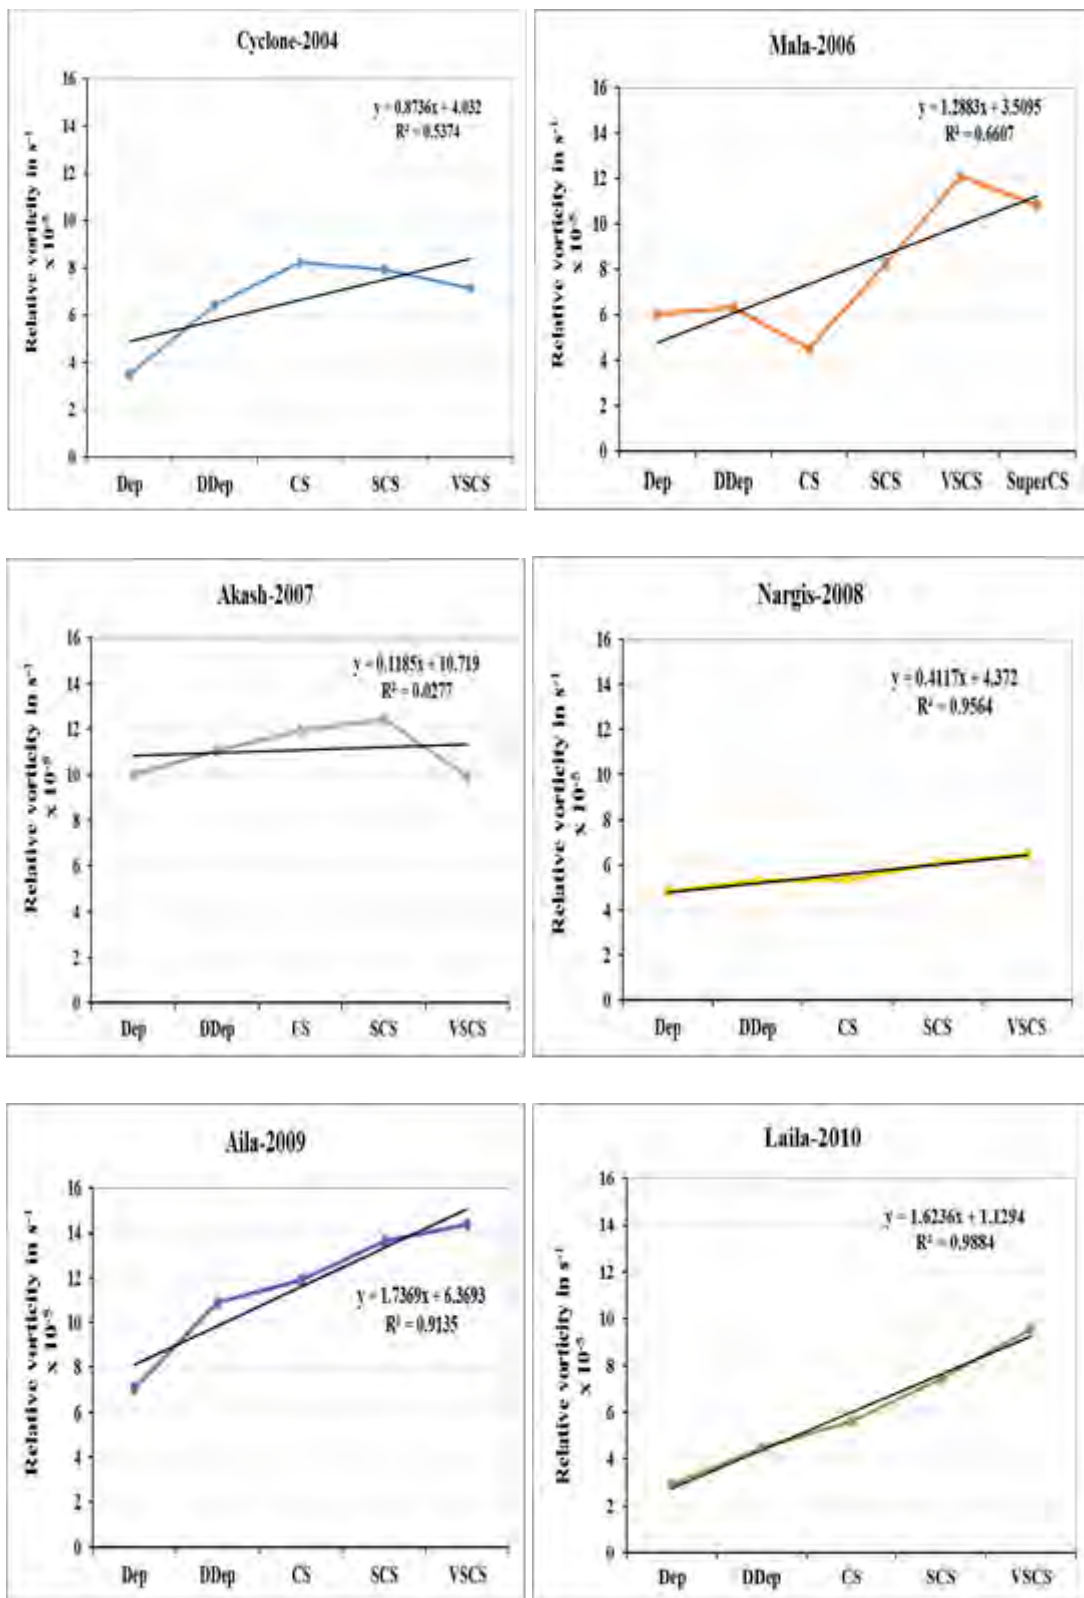 Cyclone-2004
Relative vorticity in s⁻¹
x 10⁻⁵
16
14
12
10
8
6
4
2
0
y = 0.8736x + 4.032
R² = 0.5374
Dep DDep CS SCS VSCS
Mala-2006
Relative vorticity in s⁻¹
x 10⁻⁵
16
14
12
10
8
6
4
2
0
y = 1.2883x + 3.5095
R² = 0.6607
Dep DDep CS SCS VSCS SuperCS
Akash-2007
Relative vorticity in s⁻¹
x 10⁻⁵
16
14
12
10
8
6
4
2
0
y = 0.1185x + 10.719
R² = 0.0277
Dep DDep CS SCS VSCS
Nargis-2008
Relative vorticity in s⁻¹
x 10⁻⁵
16
14
12
10
8
6
4
2
0
y = 0.4117x + 4.372
R² = 0.9564
Dep DDep CS SCS VSCS
Aila-2009
Relative vorticity in s⁻¹
x 10⁻⁵
16
14
12
10
8
6
4
2
0
y = 1.7369x + 6.3693
R² = 0.9135
Dep DDep CS SCS VSCS
Laila-2010
Relative vorticity in s⁻¹
x 10⁻⁵
16
14
12
10
8
6
4
2
0
y = 1.6236x + 1.1294
R² = 0.9884
Dep DDep CS SCS VSCS